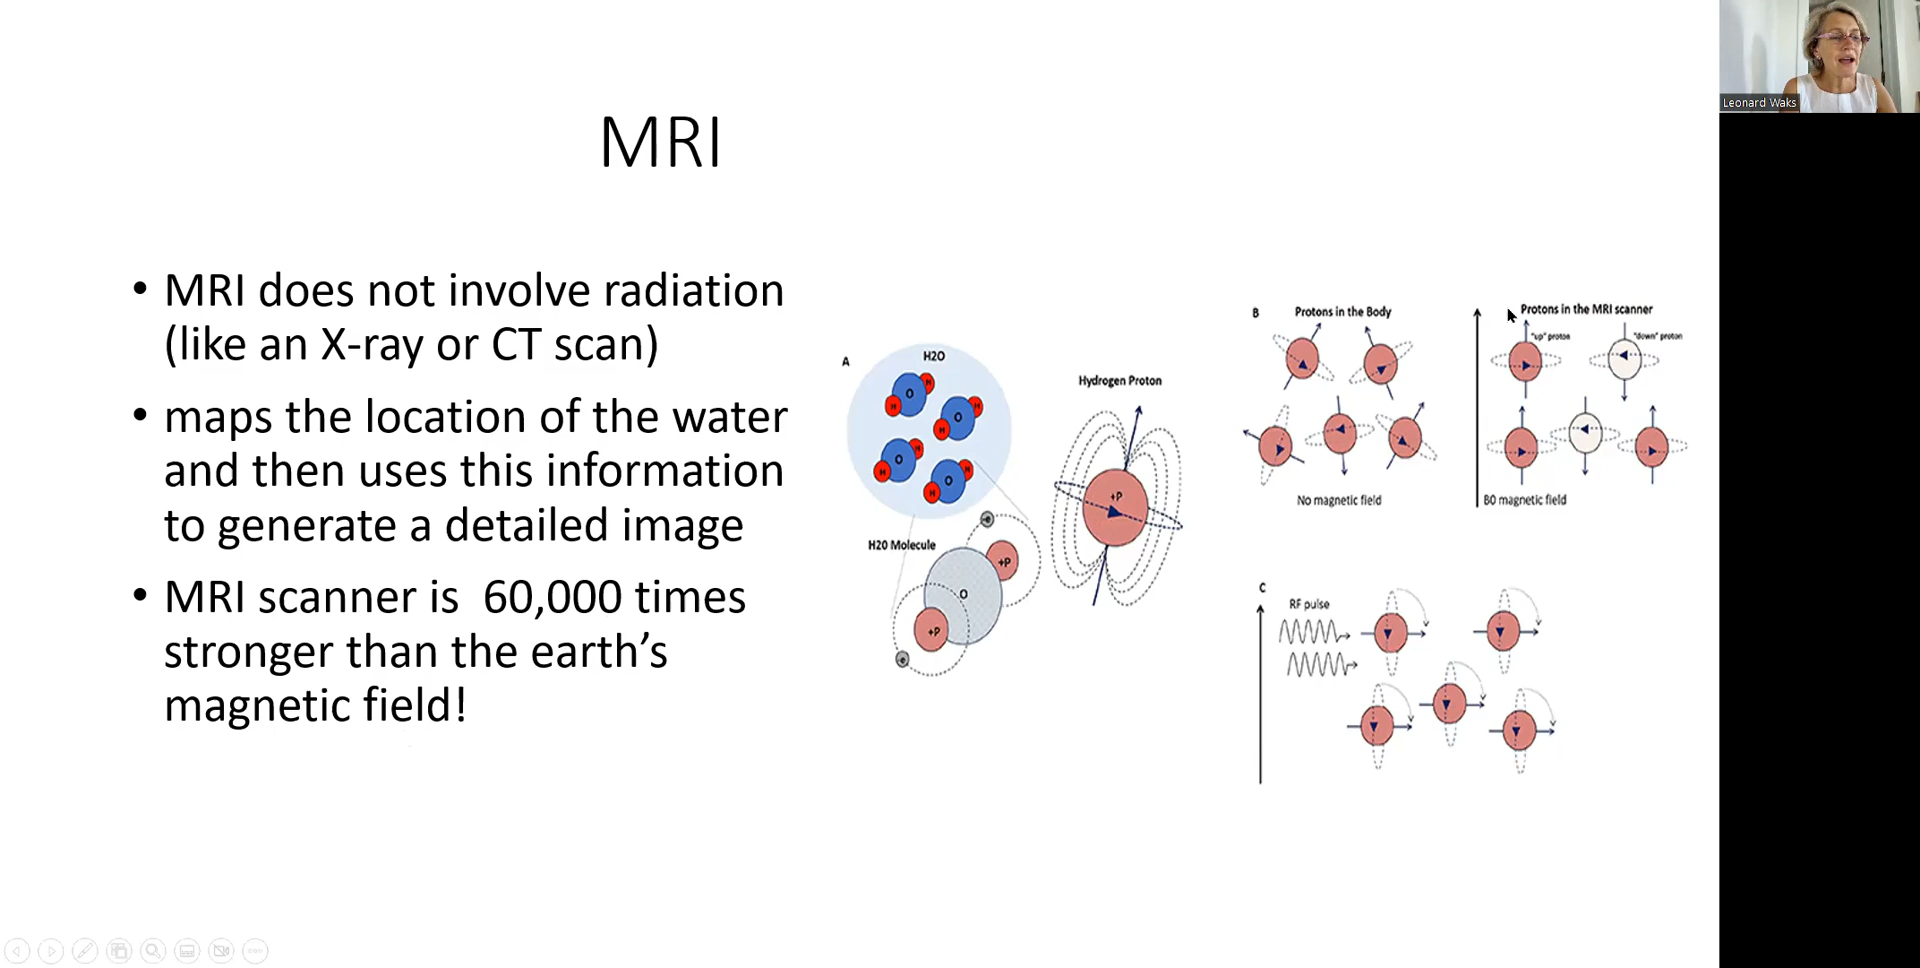 MRI
• MRI does not involve radiation
(like an X-ray or CT scan)
• maps the location of the water
and then uses this information
to generate a detailed image
• MRI scanner is  60,000 times
stronger than the earth’s
magnetic field!
A
H2O
O
H
H
O
H
H
O
H
H
O
H
H
H20 Molecule
e
+P
O
+P
e
Hydrogen Proton
+P
B
Protons in the Body
No magnetic field
Protons in the MRI scanner
"up" proton
"down" proton
B0 magnetic field
C
RF pulse
Leonard Waks